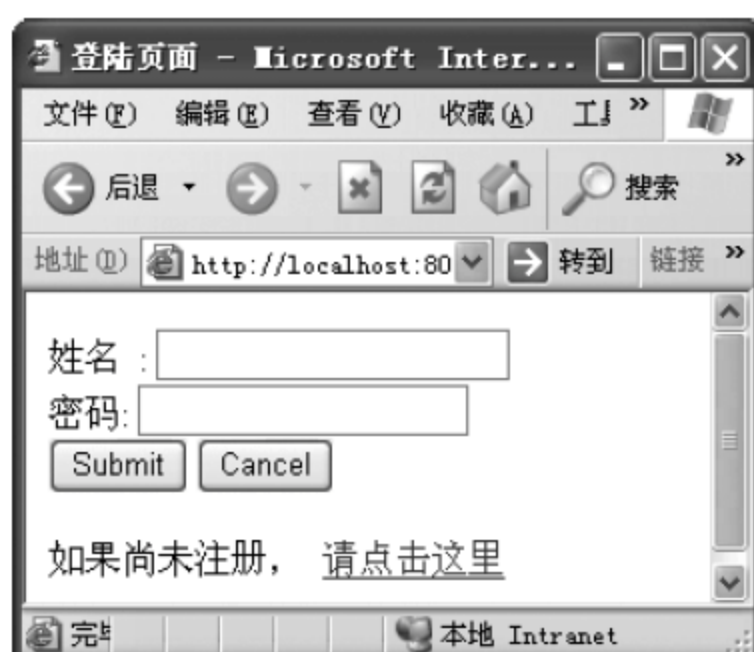 登陆页面 - Microsoft Inter...
文件(F) 编辑(E) 查看(V) 收藏(A) »
后退 搜索 »
地址(D) http://localhost:80 转到 链接 »
姓名 :
密码:
Submit Cancel
如果尚未注册， 请点击这里
本地 Intranet